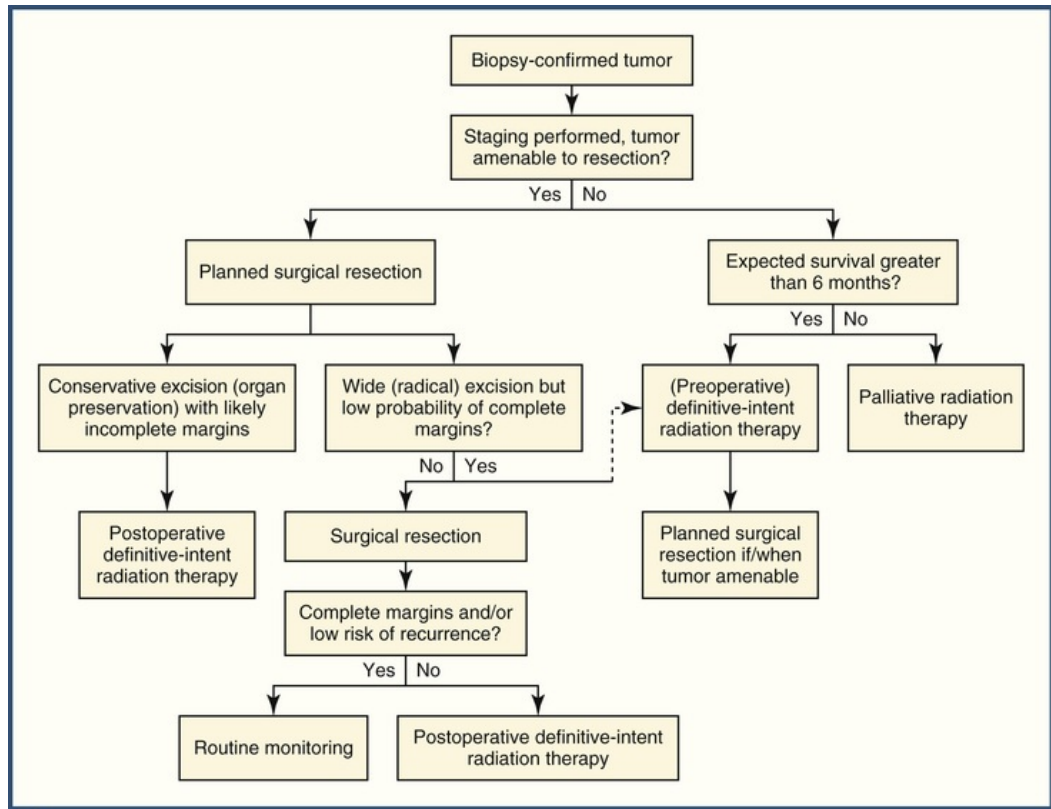 Biopsy-confirmed tumor
Staging performed, tumor
amenable to resection?
Yes No
Planned surgical resection
Expected survival greater
than 6 months?
Yes No
Conservative excision (organ
preservation) with likely
incomplete margins
Wide (radical) excision but
low probability of complete
margins?
(Preoperative)
definitive-intent
radiation therapy
Palliative radiation
therapy
No Yes
Postoperative
definitive-intent
radiation therapy
Surgical resection
Planned surgical
resection if/when
tumor amenable
Complete margins and/or
low risk of recurrence?
Yes No
Routine monitoring
Postoperative definitive-intent
radiation therapy